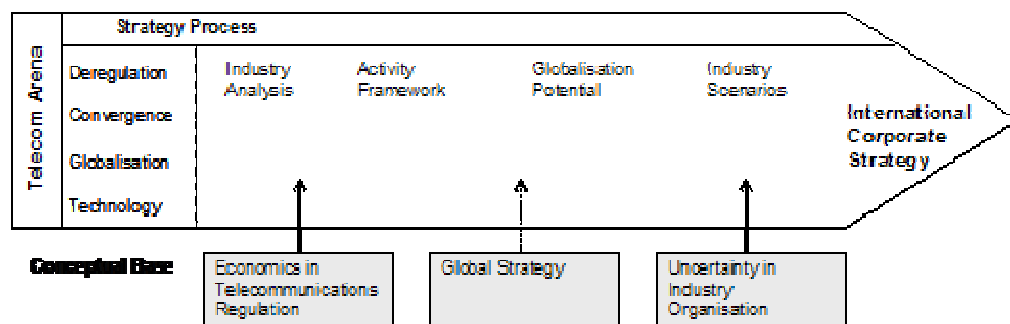 Strategy Process
Telecom Arena
Deregulation
Convergence
Globalisation
Technology
Industry
Analysis
Activity
Framework
Globalisation
Potential
Industry
Scenarios
International
Corporate
Strategy
Conceptual Base
Economics in
Telecommunications
Regulation
Global Strategy
Uncertainty in
Industry
Organisation